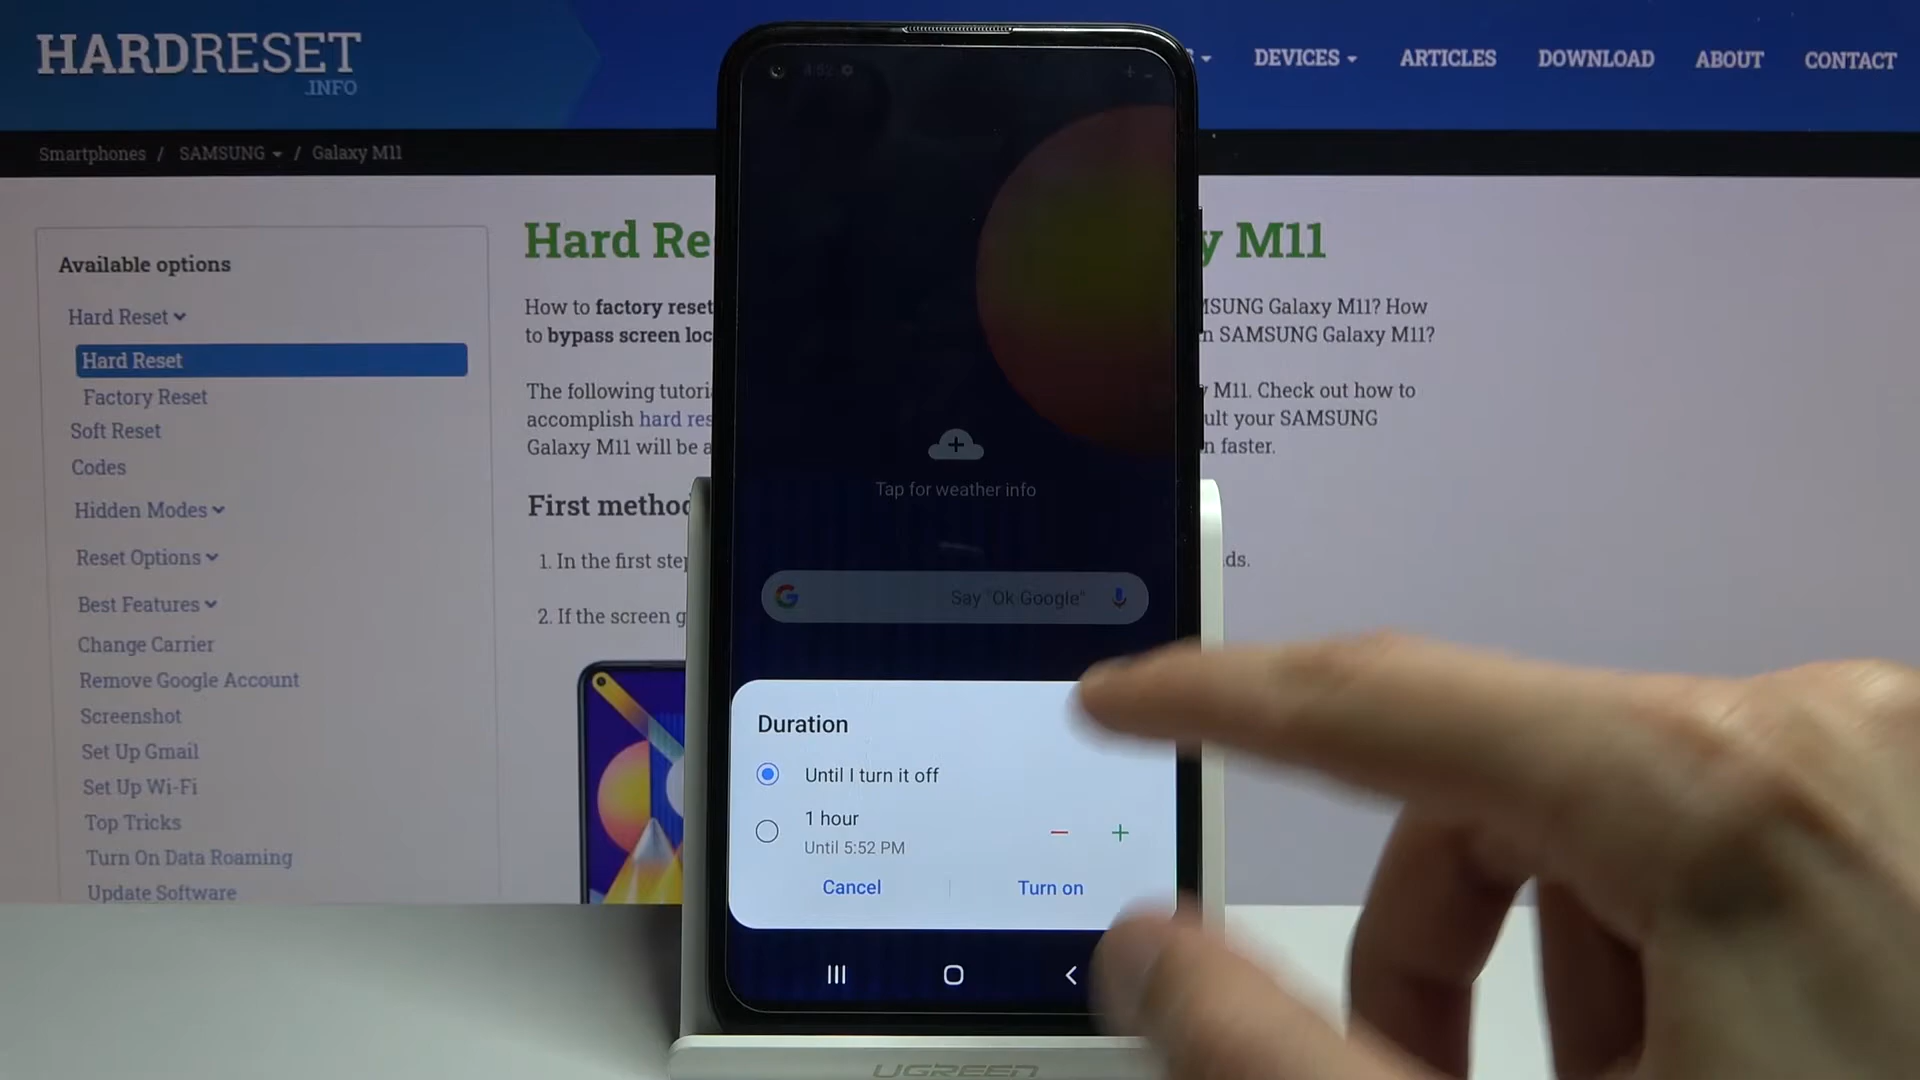 HARDRESET
.INFO
DEVICES
ARTICLES
DOWNLOAD
ABOUT
CONTACT
Smartphones / SAMSUNG / Galaxy M11
Available options
Hard Reset
Hard Reset
Factory Reset
Soft Reset
Codes
Hidden Modes
Reset Options
Best Features
Change Carrier
Remove Google Account
Screenshot
Set Up Gmail
Set Up Wi-Fi
Top Tricks
Turn On Data Roaming
Update Software
Hard Re y M11
How to factory reset MSUNG Galaxy M11? How
to bypass screen loc n SAMSUNG Galaxy M11?
The following tutori M11. Check out how to
accomplish hard res ult your SAMSUNG
Galaxy M11 will be a n faster.
First method
1. In the first step ds.
2. If the screen g
4:52
Tap for weather info
G Say "Ok Google"
Duration
Until I turn it off
1 hour
Until 5:52 PM
Cancel
Turn on
UGREEN